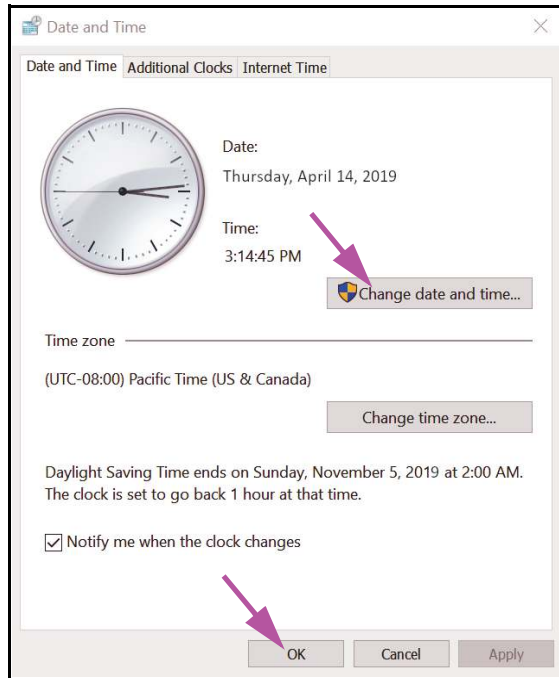 Date and Time
Date and Time Additional Clocks Internet Time
Date:
Thursday, April 14, 2019
Time:
3:14:45 PM
Change date and time...
Time zone
(UTC-08:00) Pacific Time (US & Canada)
Change time zone...
Daylight Saving Time ends on Sunday, November 5, 2019 at 2:00 AM.
The clock is set to go back 1 hour at that time.
Notify me when the clock changes
OK Cancel Apply